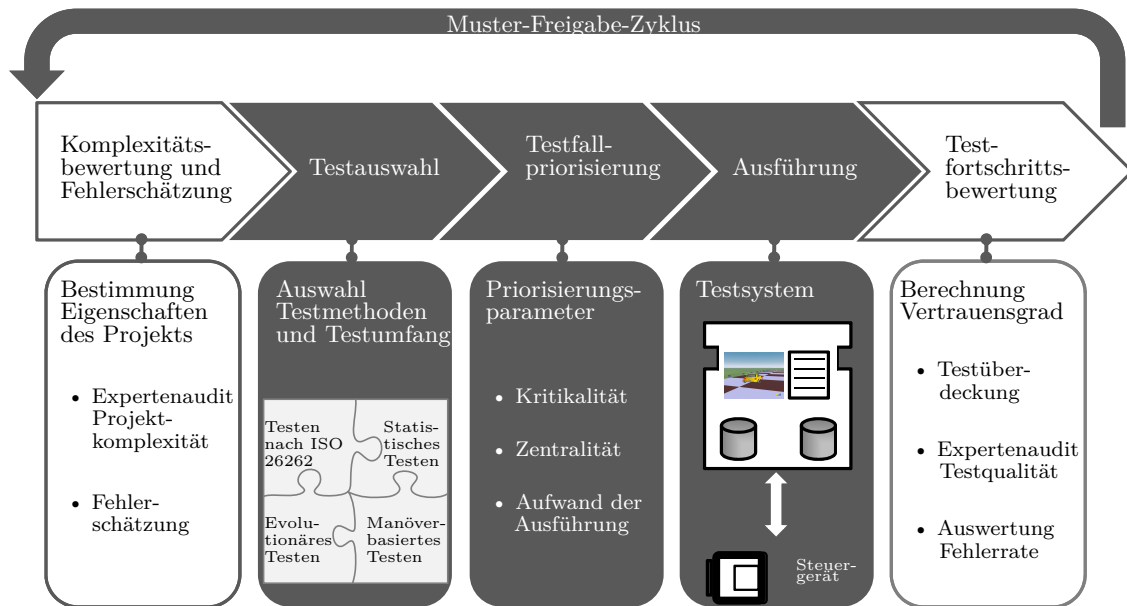 Muster-Freigabe-Zyklus
Komplexitäts-
bewertung und
Fehlerschätzung
Testauswahl
Testfall-
priorisierung
Ausführung
Test-
fortschritts-
bewertung
Bestimmung
Eigenschaften
des Projekts
• Expertenaudit
Projekt-
komplexität
• Fehler-
schätzung
Auswahl
Testmethoden
und Testumfang
Testen
nach ISO
26262
Statis-
tisches
Testen
Evolu-
tionäres
Testen
Manöver-
basiertes
Testen
Priorisierungs-
parameter
• Kritikalität
• Zentralität
• Aufwand der
Ausführung
Testsystem
Steuer-
gerät
Berechnung
Vertrauensgrad
• Testüber-
deckung
• Expertenaudit
Testqualität
• Auswertung
Fehlerrate